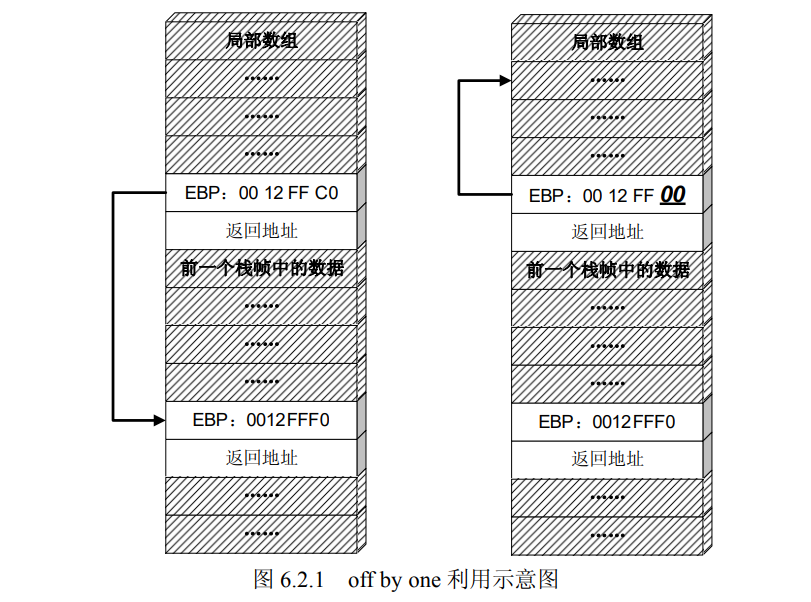 局部数组
……
……
……
EBP：00 12 FF C0
返回地址
前一个栈帧中的数据
……
……
……
EBP：0012FFF0
返回地址
……
……
局部数组
……
……
……
EBP：00 12 FF 00
返回地址
前一个栈帧中的数据
……
……
……
EBP：0012FFF0
返回地址
……
……
图 6.2.1 off by one 利用示意图